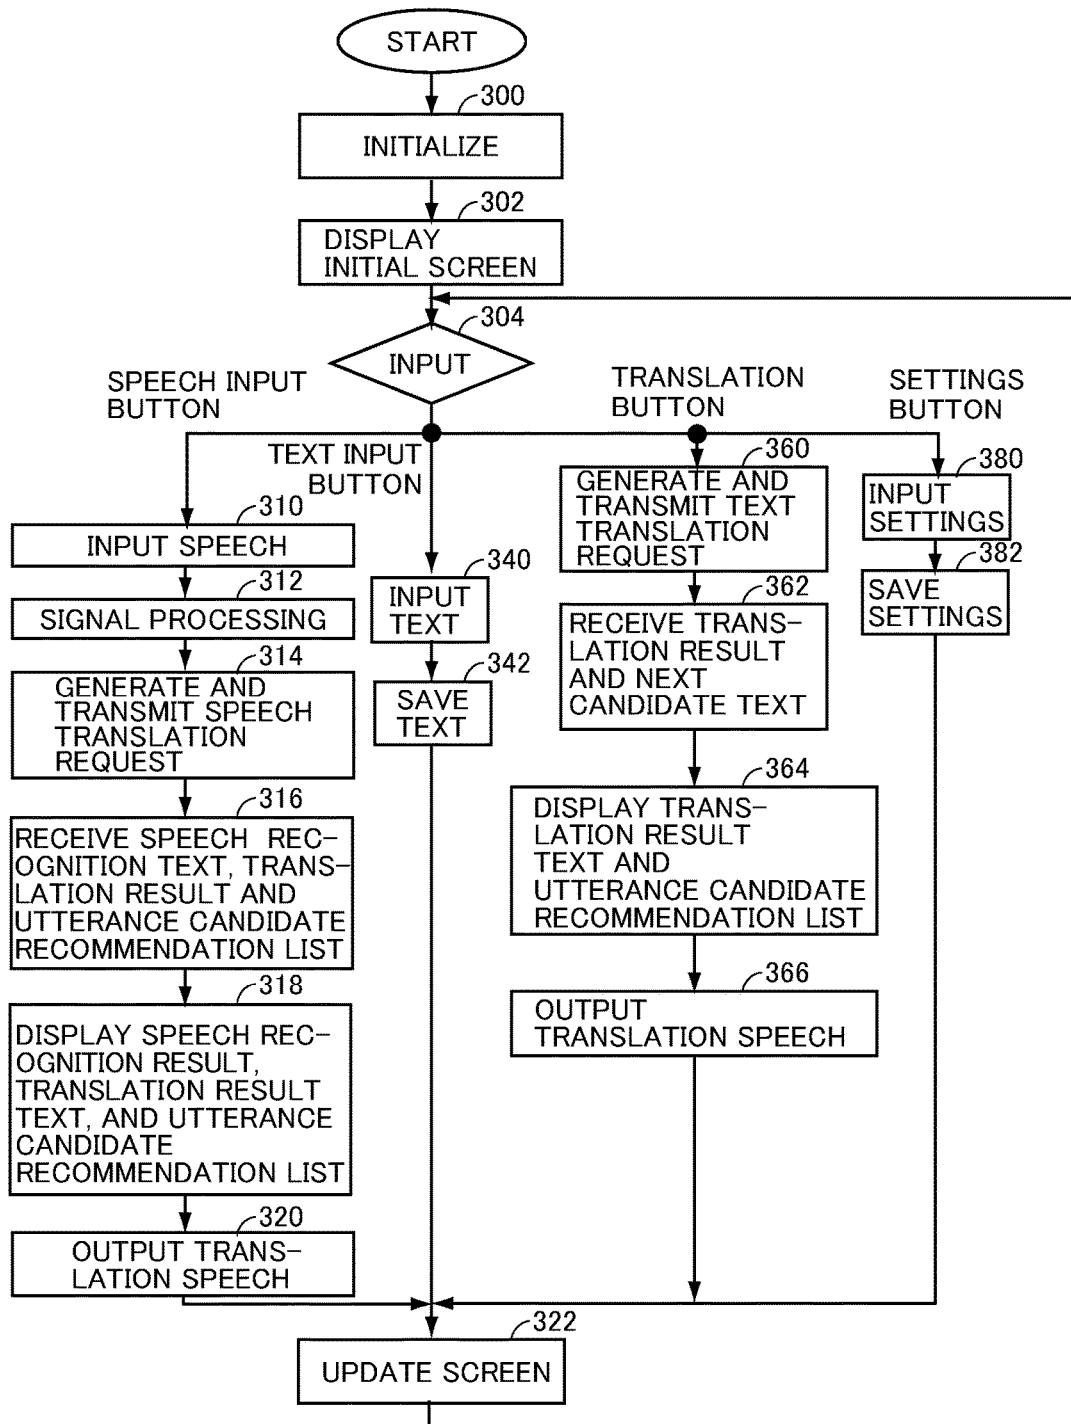 START
300
INITIALIZE
302
DISPLAY
INITIAL SCREEN
304
INPUT
SPEECH INPUT
BUTTON
TEXT INPUT
BUTTON
TRANSLATION
BUTTON
SETTINGS
BUTTON
310
INPUT SPEECH
312
SIGNAL PROCESSING
314
GENERATE AND
TRANSMIT SPEECH
TRANSLATION
REQUEST
316
RECEIVE SPEECH REC-
OGNITION TEXT, TRANS-
LATION RESULT AND
UTTERANCE CANDIDATE
RECOMMENDATION LIST
318
DISPLAY SPEECH REC-
OGNITION RESULT,
TRANSLATION RESULT
TEXT, AND UTTERANCE
CANDIDATE
RECOMMENDATION LIST
320
OUTPUT TRANS-
LATION SPEECH
340
INPUT
TEXT
342
SAVE
TEXT
360
GENERATE AND
TRANSMIT TEXT
TRANSLATION
REQUEST
362
RECEIVE TRANS-
LATION RESULT
AND NEXT
CANDIDATE TEXT
364
DISPLAY TRANS-
LATION RESULT
TEXT AND
UTTERANCE CANDIDATE
RECOMMENDATION LIST
366
OUTPUT
TRANSLATION SPEECH
380
INPUT
SETTINGS
382
SAVE
SETTINGS
322
UPDATE SCREEN